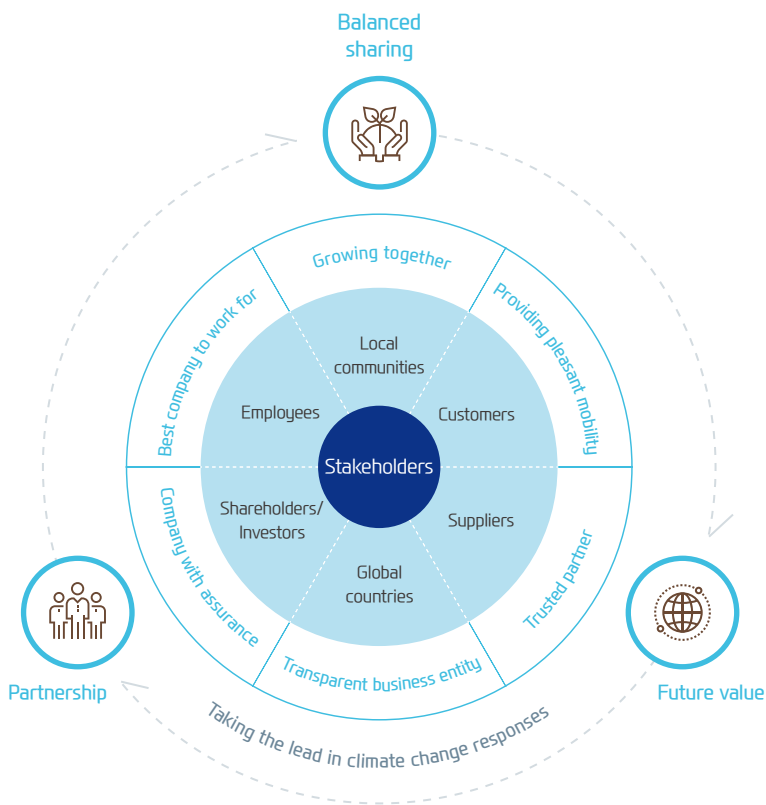 Balanced
sharing
Growing together
Providing pleasant mobility
Best company to work for
Local
communities
Employees
Customers
Stakeholders
Shareholders/
Investors
Suppliers
Global
countries
Company with assurance
Trusted partner
Transparent business entity
Partnership
Future value
Taking the lead in climate change responses